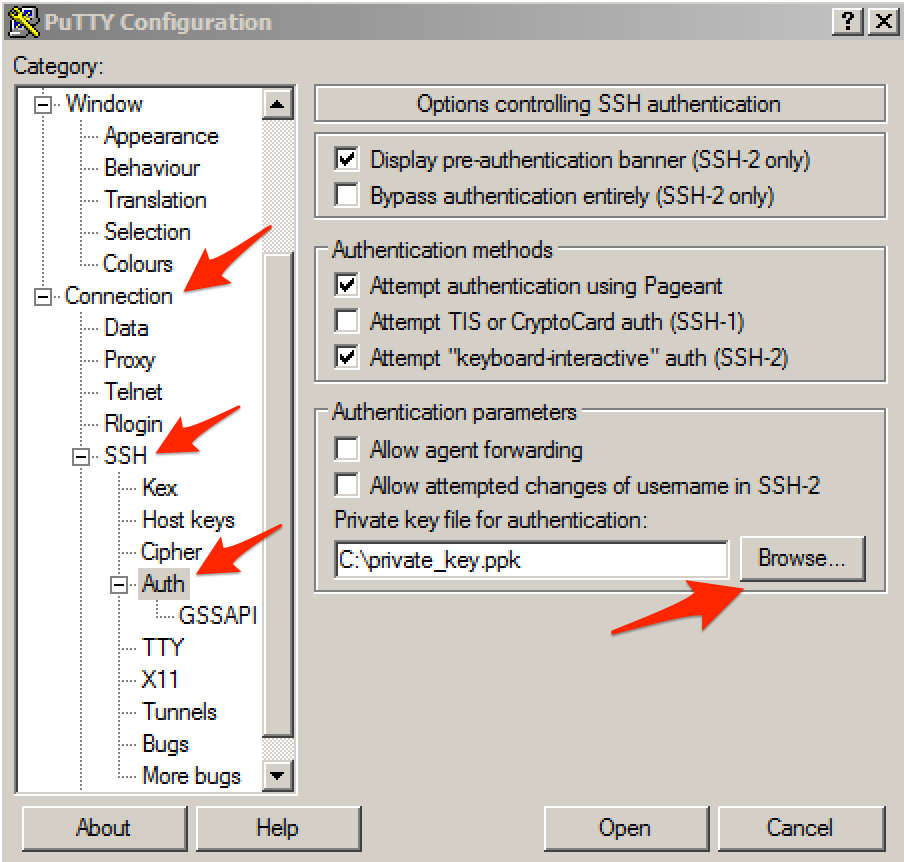 PuTTY Configuration
Category:
Window
Appearance
Behaviour
Translation
Selection
Colours
Connection
Data
Proxy
Telnet
Rlogin
SSH
Kex
Host keys
Cipher
Auth
GSSAPI
TTY
X11
Tunnels
Bugs
More bugs
Options controlling SSH authentication
Display pre-authentication banner (SSH-2 only)
Bypass authentication entirely (SSH-2 only)
Authentication methods
Attempt authentication using Pageant
Attempt TIS or CryptoCard auth (SSH-1)
Attempt "keyboard-interactive" auth (SSH-2)
Authentication parameters
Allow agent forwarding
Allow attempted changes of username in SSH-2
Private key file for authentication:
C:\private_key.ppk
Browse...
About
Help
Open
Cancel